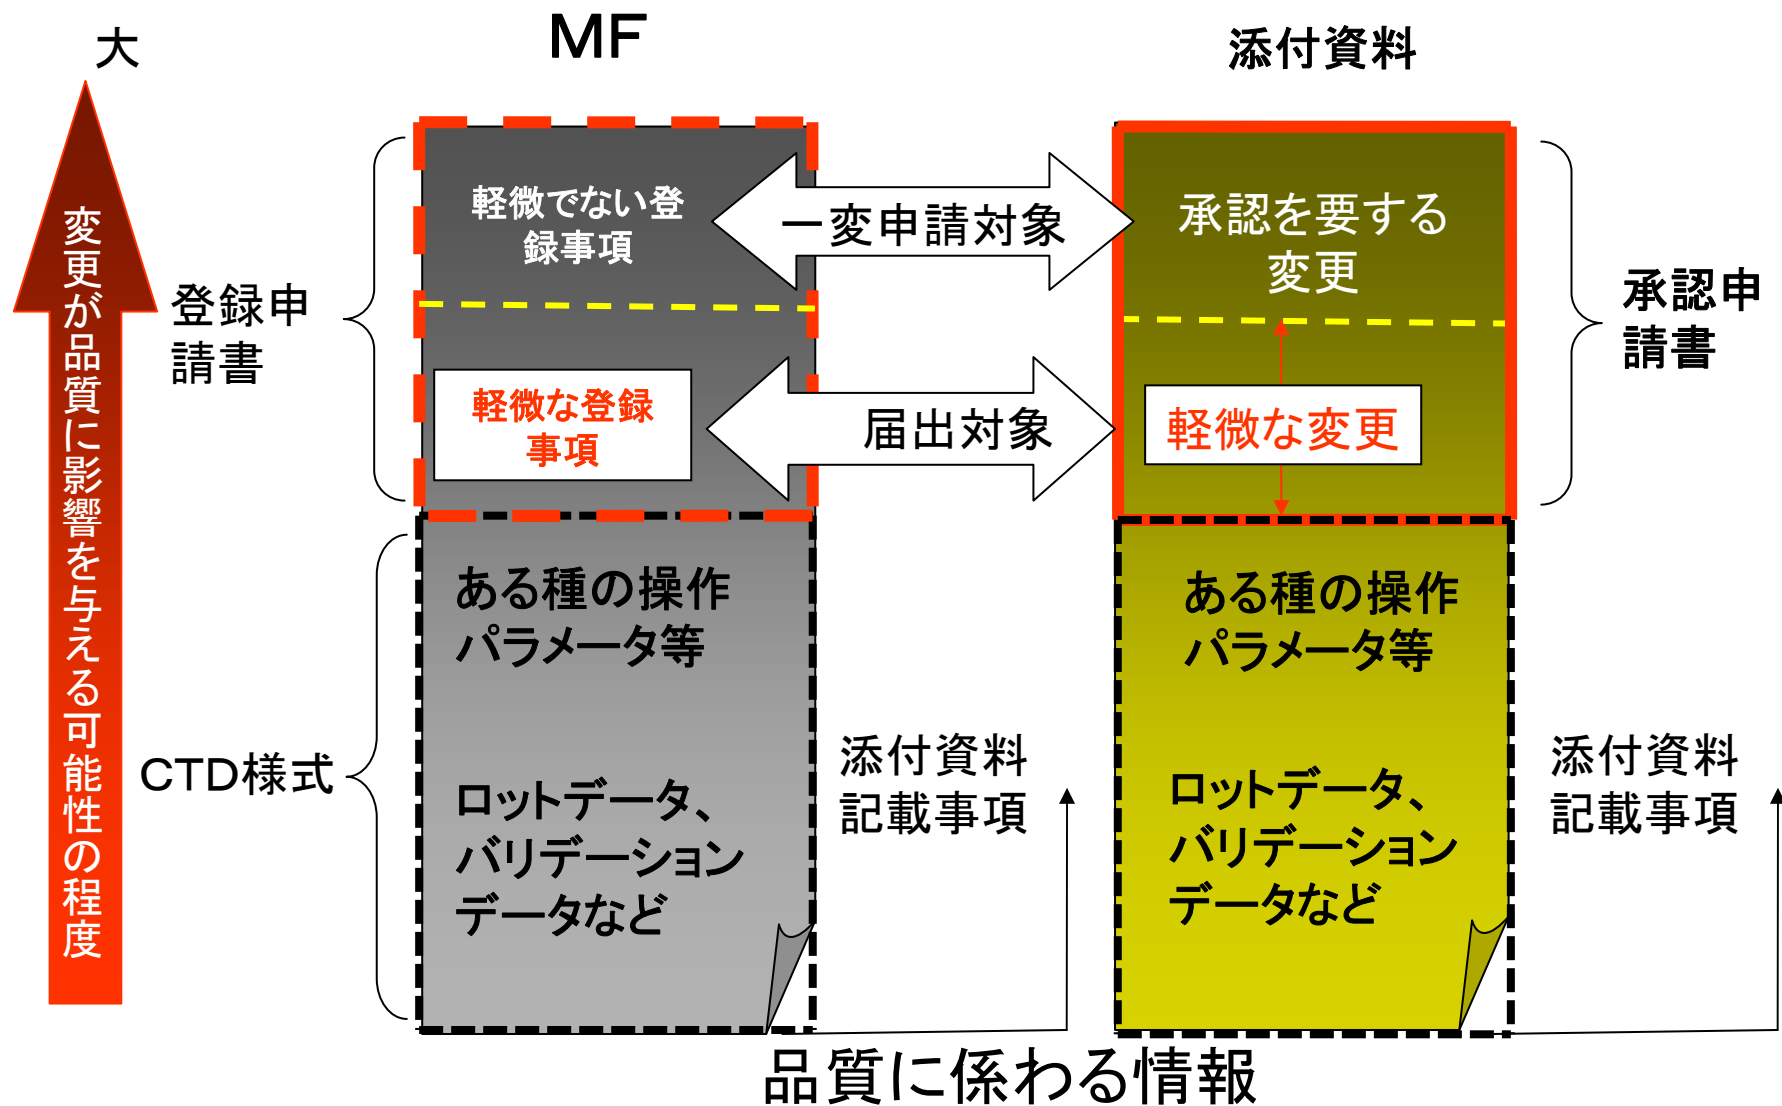 大
MF
添付資料
変更が品質に影響を与える可能性の程度
登録申
請書
軽微でない登
録事項
一変申請対象
承認を要する
変更
承認申
請書
軽微な登録
事項
届出対象
軽微な変更
CTD様式
ある種の操作
パラメータ等
ロットデータ、
バリデーション
データなど
添付資料
記載事項
ある種の操作
パラメータ等
ロットデータ、
バリデーション
データなど
添付資料
記載事項
品質に係わる情報